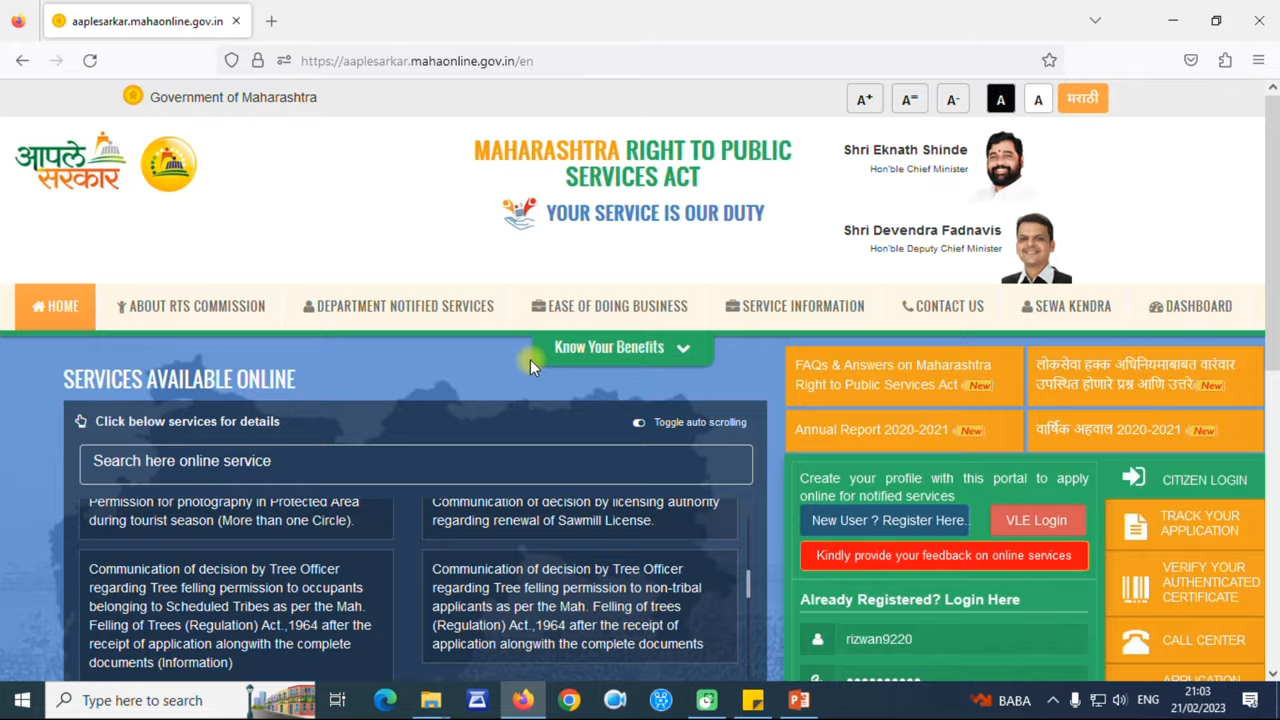 aaplesarkar.mahaonline.gov.in
https://aaplesarkar.mahaonline.gov.in/en
Government of Maharashtra
A+
A=
A-
A
A
मराठी
आपले
सरकार
MAHARASHTRA RIGHT TO PUBLIC
SERVICES ACT
YOUR SERVICE IS OUR DUTY
Shri Eknath Shinde
Hon'ble Chief Minister
Shri Devendra Fadnavis
Hon'ble Deputy Chief Minister
HOME
ABOUT RTS COMMISSION
DEPARTMENT NOTIFIED SERVICES
EASE OF DOING BUSINESS
SERVICE INFORMATION
CONTACT US
SEWA KENDRA
DASHBOARD
Know Your Benefits
SERVICES AVAILABLE ONLINE
Click below services for details
Toggle auto scrolling
Search here online service
Permission for photography in Protected Area
during tourist season (More than one Circle).
Communication of decision by licensing authority
regarding renewal of Sawmill License.
Communication of decision by Tree Officer
regarding Tree felling permission to occupants
belonging to Scheduled Tribes as per the Mah.
Felling of Trees (Regulation) Act.,1964 after the
receipt of application alongwith the complete
documents (Information)
Communication of decision by Tree Officer
regarding Tree felling permission to non-tribal
applicants as per the Mah. Felling of trees
(Regulation) Act.,1964 after the receipt of
application alongwith the complete documents
FAQs & Answers on Maharashtra
Right to Public Services Act New
लोकसेवा हक्क अधिनियमाबाबत वारंवार
उपस्थित होणारे प्रश्न आणि उत्तरे New
Annual Report 2020-2021 New
वार्षिक अहवाल 2020-2021 New
Create your profile with this portal to apply
online for notified services
New User ? Register Here..
VLE Login
Kindly provide your feedback on online services
Already Registered? Login Here
rizwan9220
CITIZEN LOGIN
TRACK YOUR
APPLICATION
VERIFY YOUR
AUTHENTICATED
CERTIFICATE
CALL CENTER
APPLICATION
Type here to search
BABA
ENG
21:03
21/02/2023